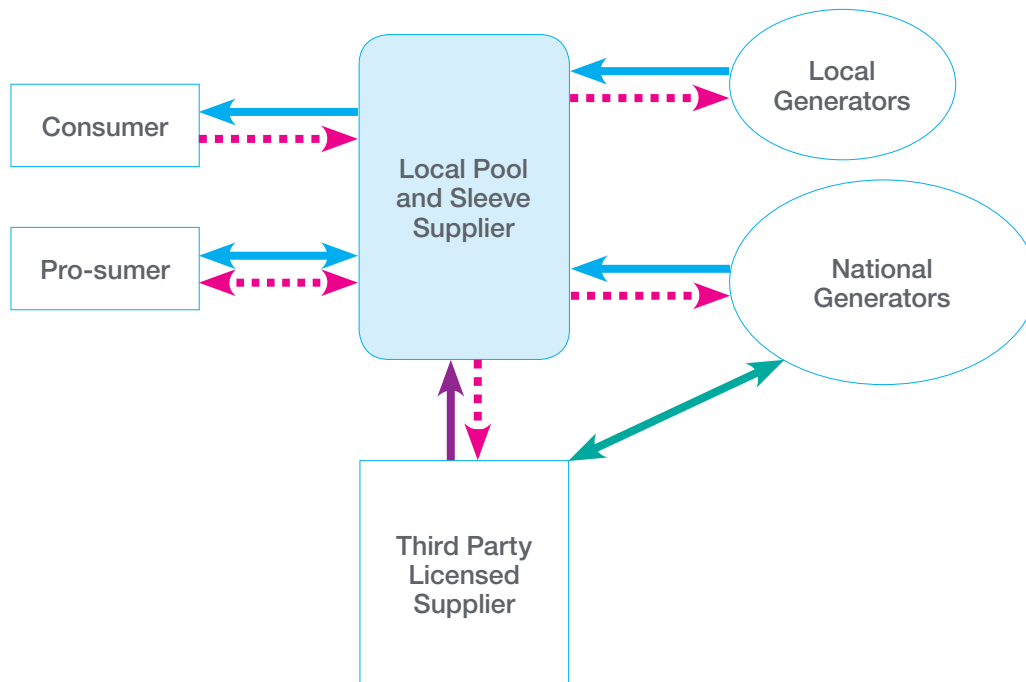 Consumer
Pro-sumer
Local Pool
and Sleeve
Supplier
Local
Generators
National
Generators
Third Party
Licensed
Supplier